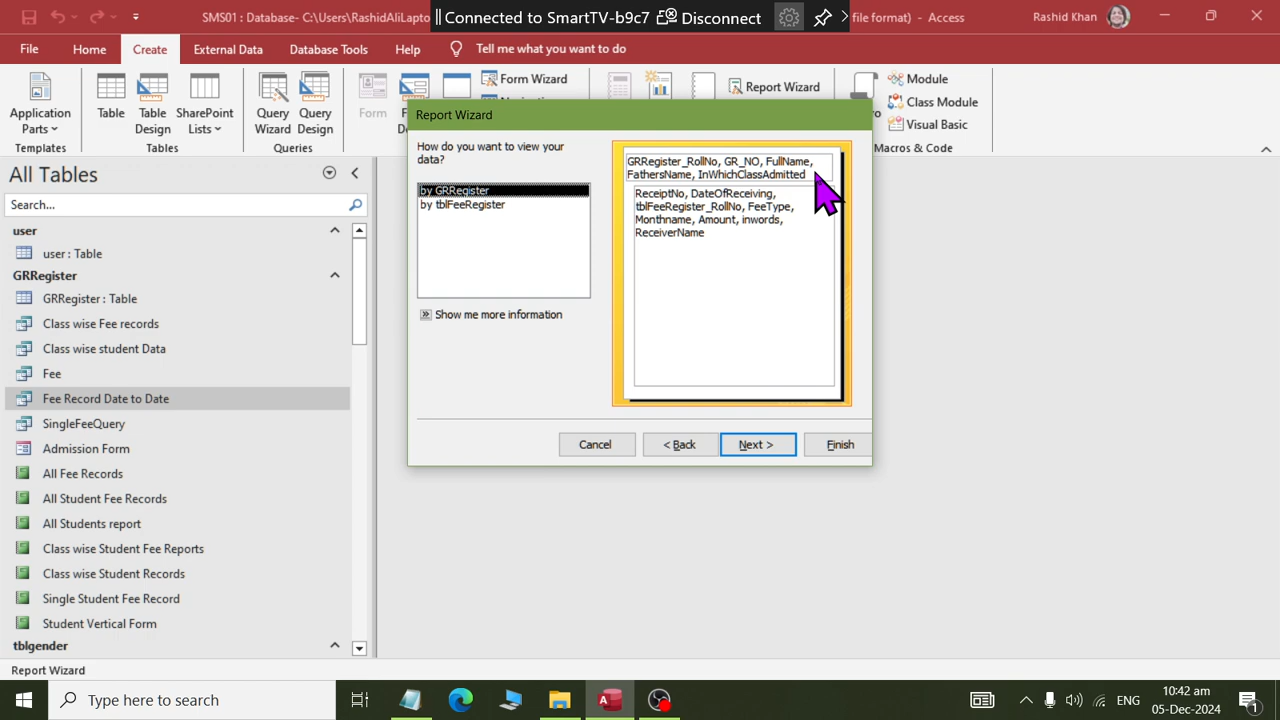 SMS01 : Database- C:\Users\RashidAliLapto
Connected to SmartTV-b9c7
Disconnect
file format) - Access
Rashid Khan
File
Home
Create
External Data
Database Tools
Help
Tell me what you want to do
Application Parts
Templates
Table
Table Design
SharePoint Lists
Tables
Query Wizard
Query Design
Queries
Form
Form Wizard
Report Wizard
Module
Class Module
Visual Basic
Macros & Code
All Tables
Search...
user
user : Table
GRRegister
GRRegister : Table
Class wise Fee records
Class wise student Data
Fee
Fee Record Date to Date
SingleFeeQuery
Admission Form
All Fee Records
All Student Fee Records
All Students report
Class wise Student Fee Reports
Class wise Student Records
Single Student Fee Record
Student Vertical Form
tblgender
Report Wizard
How do you want to view your
data?
by GRRegister
by tblFeeRegister
Show me more information
GRRegister_RollNo, GR_NO, FullName,
FathersName, InWhichClassAdmitted
ReceiptNo, DateOfReceiving,
tblFeeRegister_RollNo, FeeType,
Monthname, Amount, inwords,
ReceiverName
Cancel
< Back
Next >
Finish
Report Wizard
Type here to search
ENG
10:42 am
05-Dec-2024
1